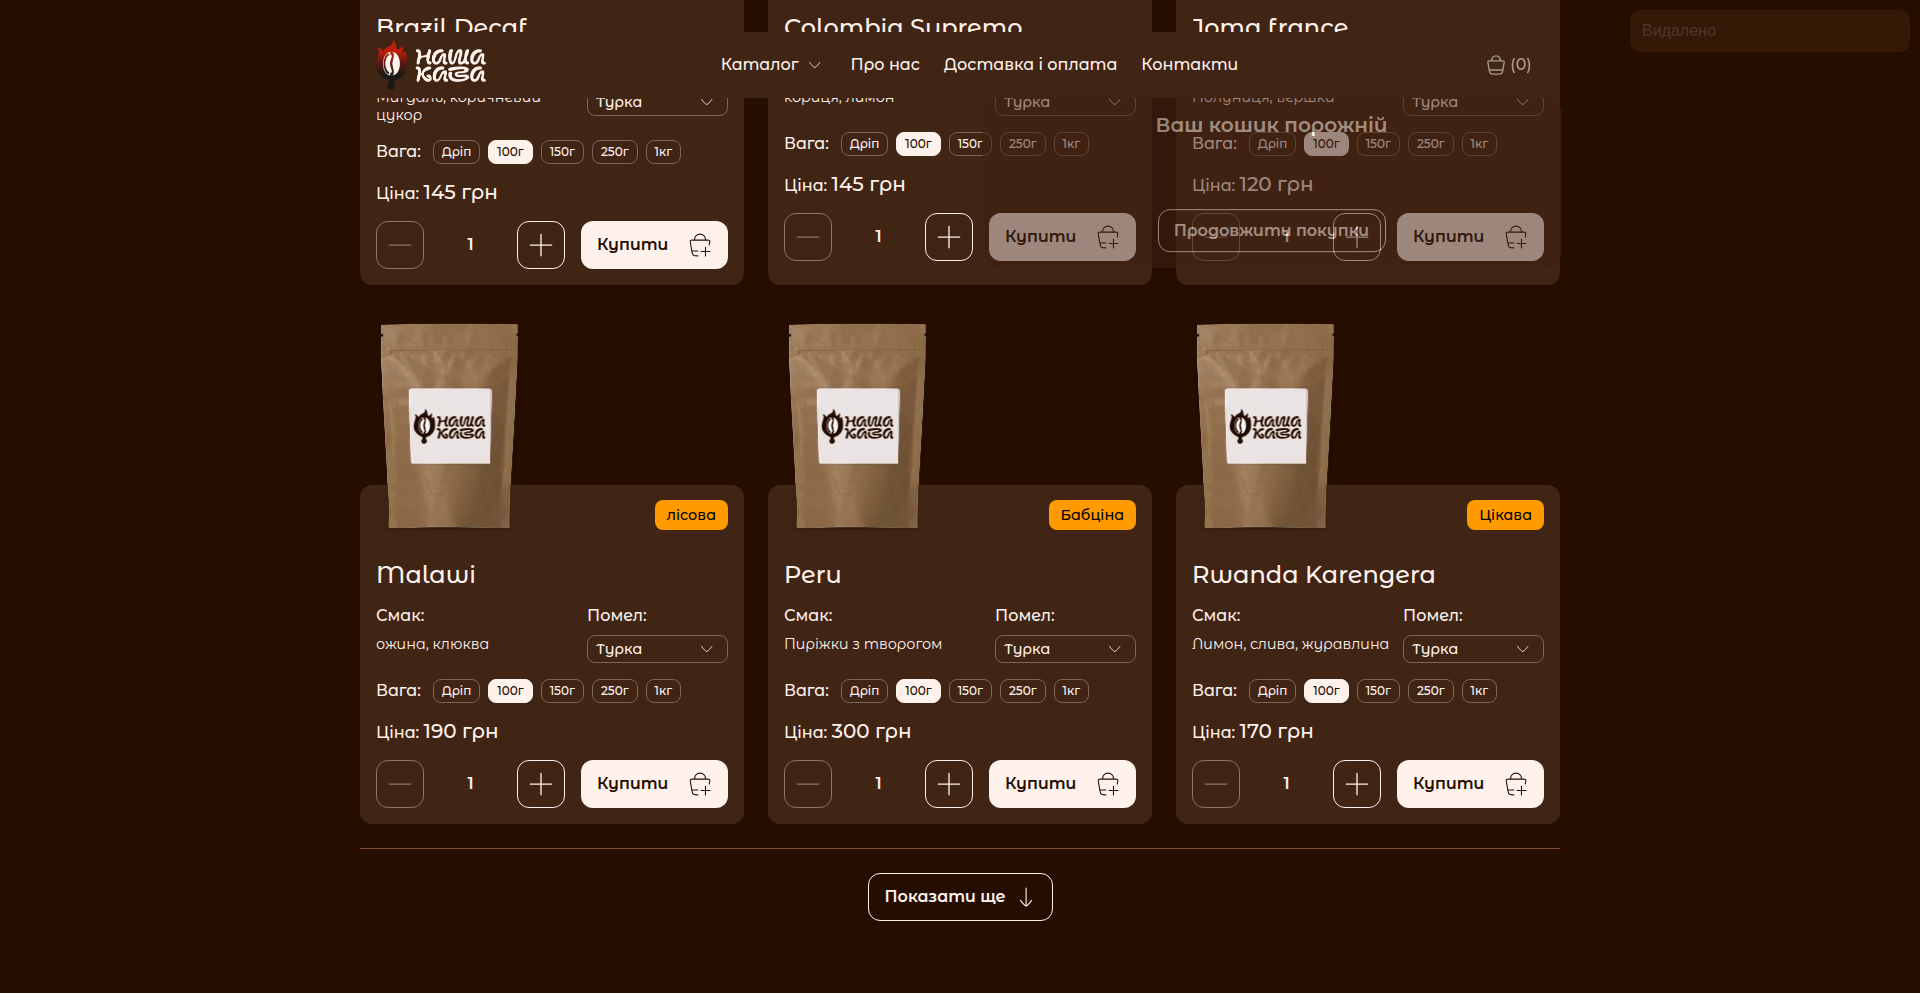 Brazil Decaf
Colombia Supremo
Joma france
Видалено
Наша
Кава
Каталог
Про нас
Доставка і оплата
Контакти
(0)
Мигдаль, коричневий
цукор
Турка
кориця, лимон
Турка
Полуниця, вершки
Турка
Ваш кошик порожній
Вага: Дріп 100г 150г 250г 1кг
Вага: Дріп 100г 150г 250г 1кг
Вага: Дріп 100г 150г 250г 1кг
Ціна: 145 грн
Ціна: 145 грн
Ціна: 120 грн
Продовжити покупки
1 Купити
1 Купити
1 Купити
Наша
Кава
Наша
Кава
Наша
Кава
лісова
Бабціна
Цікава
Malawi
Peru
Rwanda Karengera
Смак: Помел:
Смак: Помел:
Смак: Помел:
ожина, клюква Турка
Пиріжки з творогом Турка
Лимон, слива, журавлина Турка
Вага: Дріп 100г 150г 250г 1кг
Вага: Дріп 100г 150г 250г 1кг
Вага: Дріп 100г 150г 250г 1кг
Ціна: 190 грн
Ціна: 300 грн
Ціна: 170 грн
1 Купити
1 Купити
1 Купити
Показати ще